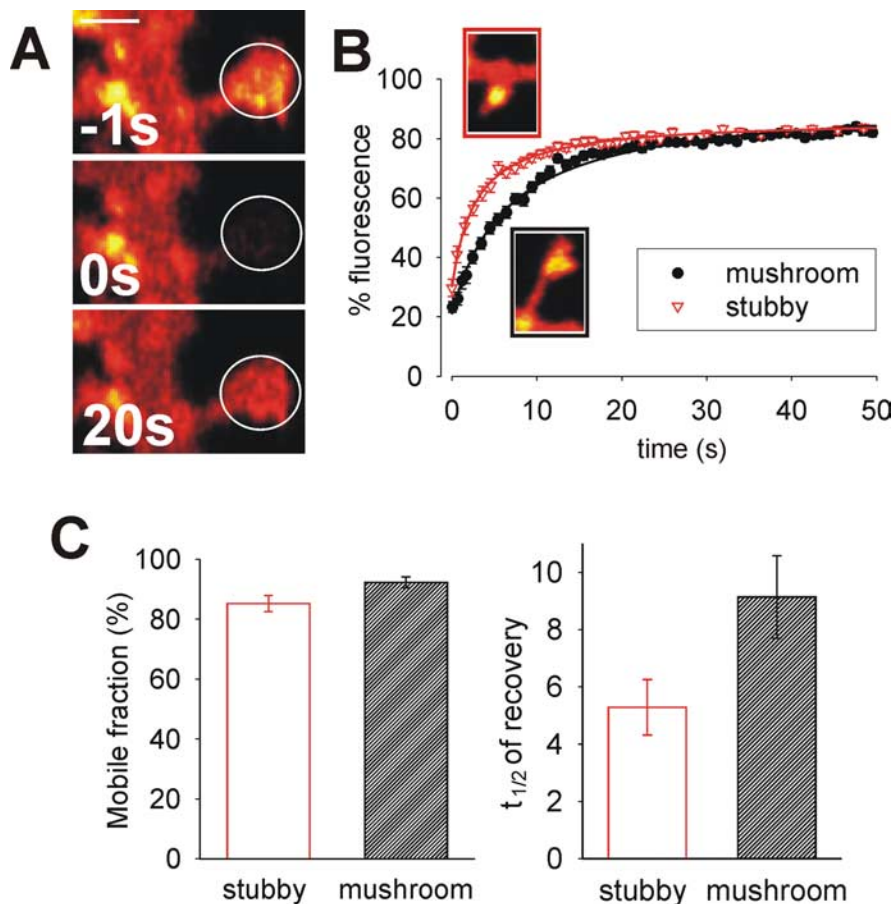 A
-1s
0s
20s
B
% fluorescence
100
80
60
40
20
0
mushroom
stubby
0 10 20 30 40 50
time (s)
C
Mobile fraction (%)
100
80
60
40
20
0
stubby mushroom
t1/2 of recovery
10
8
6
4
2
0
stubby mushroom